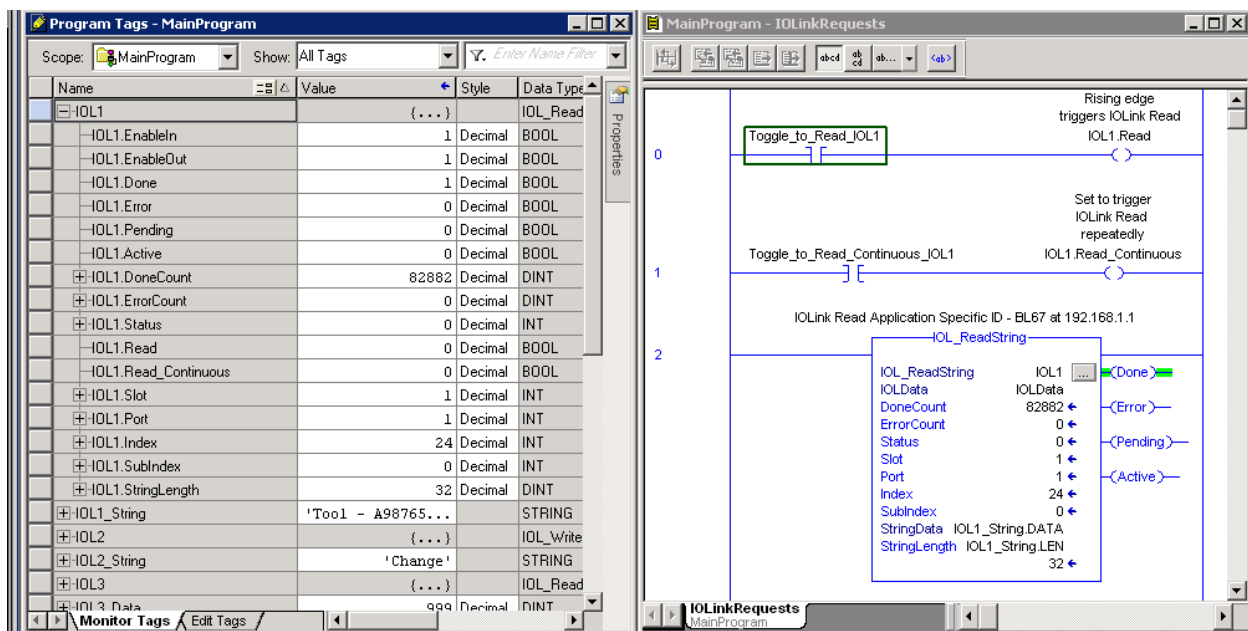 Program Tags - MainProgram
Scope: MainProgram Show: All Tags Enter Name Filter
Name Value Style Data Type
IOL1 {...} IOL_Read
IOL1.EnableIn 1 Decimal BOOL
IOL1.EnableOut 1 Decimal BOOL
IOL1.Done 1 Decimal BOOL
IOL1.Error 0 Decimal BOOL
IOL1.Pending 0 Decimal BOOL
IOL1.Active 0 Decimal BOOL
IOL1.DoneCount 82882 Decimal DINT
IOL1.ErrorCount 0 Decimal DINT
IOL1.Status 0 Decimal INT
IOL1.Read 0 Decimal BOOL
IOL1.Read_Continuous 0 Decimal BOOL
IOL1.Slot 1 Decimal INT
IOL1.Port 1 Decimal INT
IOL1.Index 24 Decimal INT
IOL1.SubIndex 0 Decimal INT
IOL1.StringLength 32 Decimal DINT
IOL1_String 'Tool - A98765... STRING
IOL2 {...} IOL_Write
IOL2_String 'Change' STRING
IOL3 {...} IOL_Read
IOL3_Data 999 Decimal DINT
Monitor Tags Edit Tags
Properties
MainProgram - IOLinkRequests
abcd ab cd ab... <ab>
Rising edge
triggers IOLink Read
Toggle_to_Read_IOL1 IOL1.Read
0
Set to trigger
IOLink Read
repeatedly
Toggle_to_Read_Continuous_IOL1 IOL1.Read_Continuous
1
IOLink Read Application Specific ID - BL67 at 192.168.1.1
IOL_ReadString
2
IOL_ReadString IOL1 ... (Done)
IOLData IOLData
DoneCount 82882 (Error)
ErrorCount 0
Status 0 (Pending)
Slot 1
Port 1 (Active)
Index 24
SubIndex 0
StringData IOL1_String.DATA
StringLength IOL1_String.LEN
32
IOLinkRequests
MainProgram